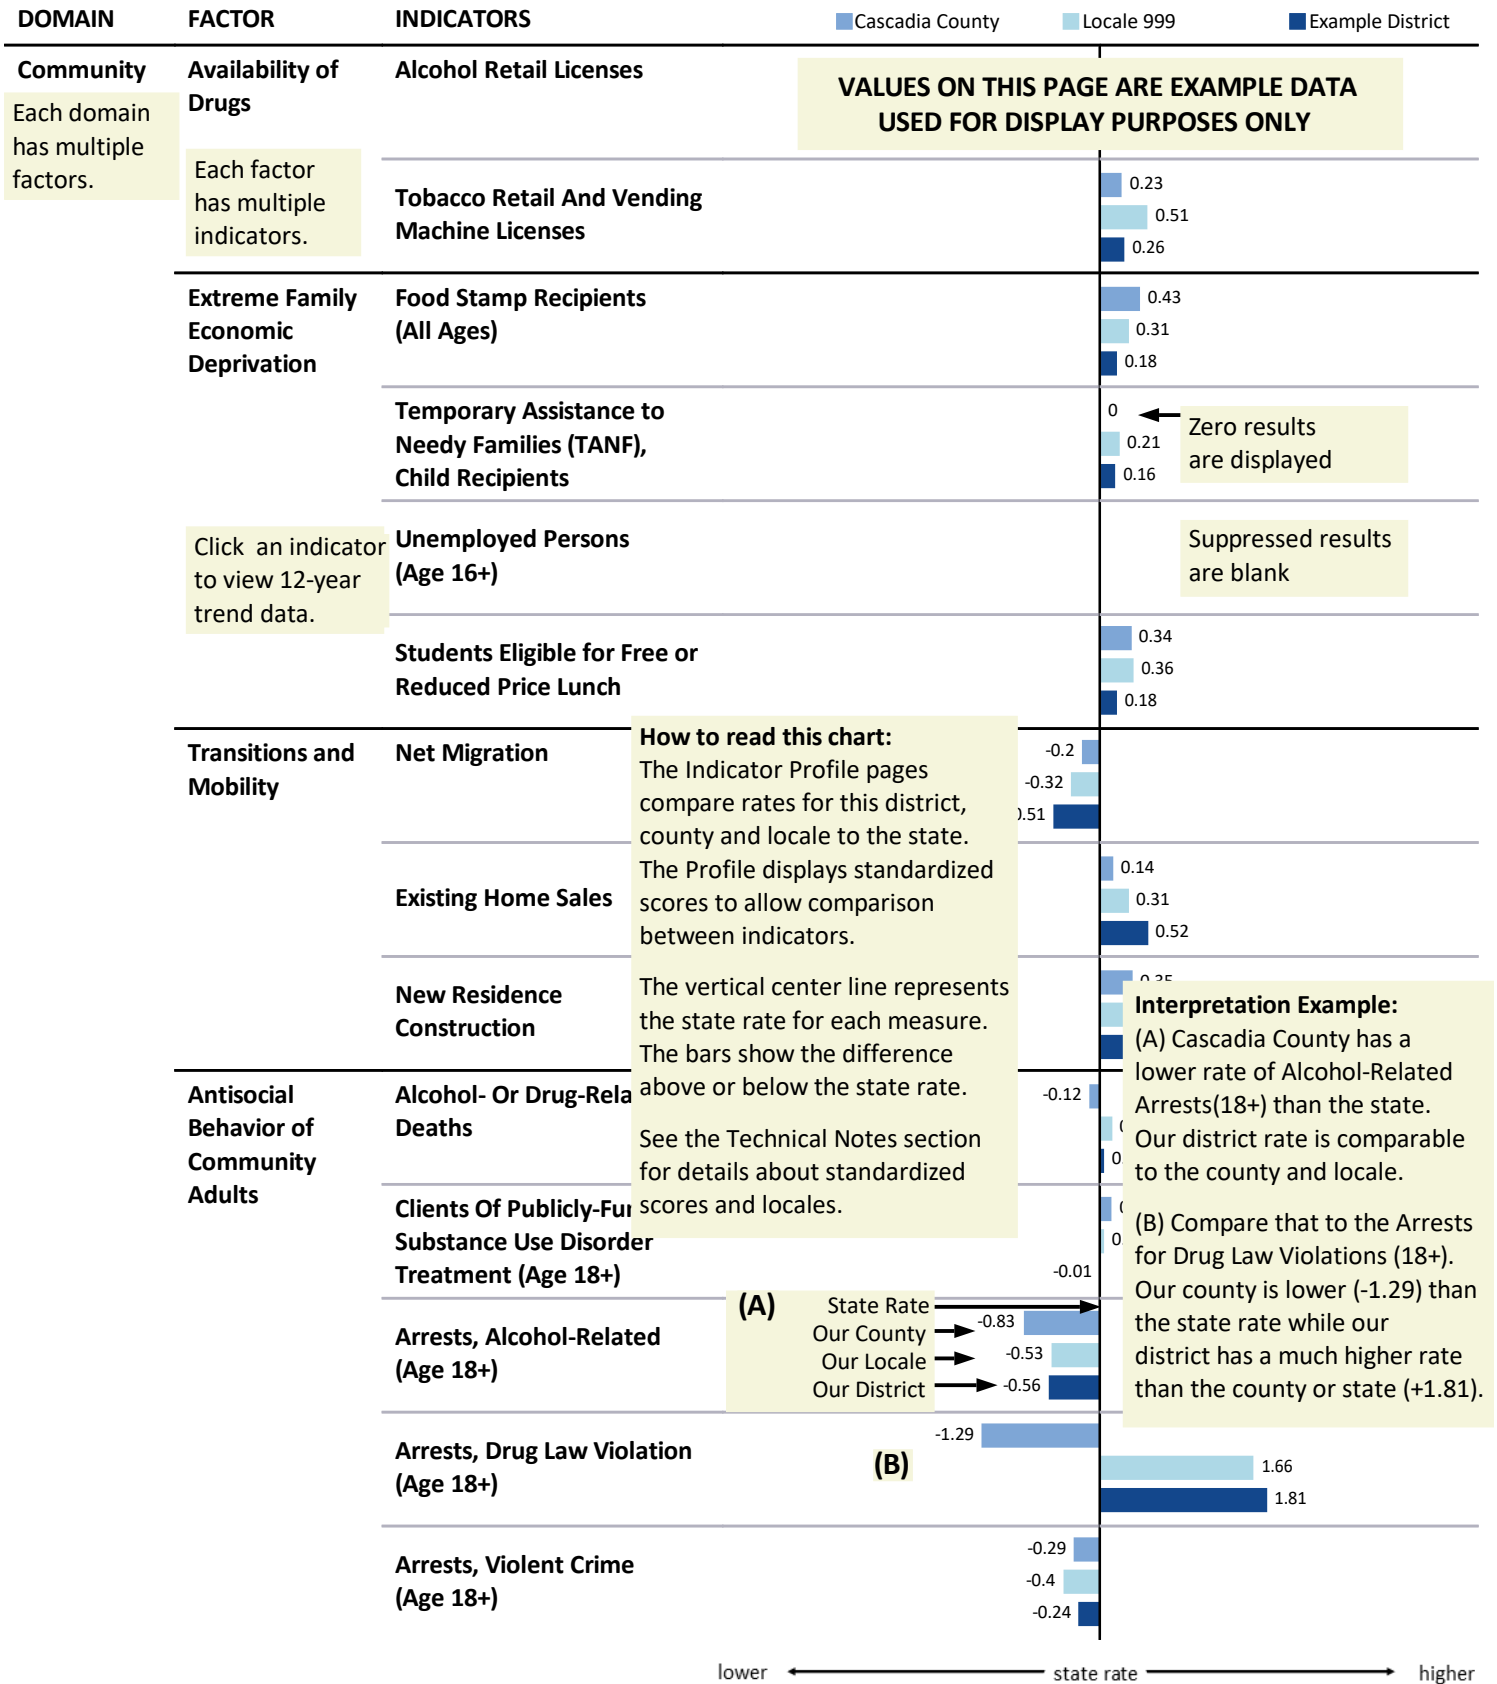 DOMAIN FACTOR INDICATORS Cascadia County Locale 999 Example District
Community
Each domain
has multiple
factors.
Availability of
Drugs
Each factor
has multiple
indicators.
Alcohol Retail Licenses
VALUES ON THIS PAGE ARE EXAMPLE DATA
USED FOR DISPLAY PURPOSES ONLY
Tobacco Retail And Vending
Machine Licenses
0.23
0.51
0.26
Extreme Family
Economic
Deprivation
Food Stamp Recipients
(All Ages)
0.43
0.31
0.18
Temporary Assistance to
Needy Families (TANF),
Child Recipients
0
0.21
0.16
Zero results
are displayed
Click an indicator
to view 12-year
trend data.
Unemployed Persons
(Age 16+)
Suppressed results
are blank
Students Eligible for Free or
Reduced Price Lunch
0.34
0.36
0.18
Transitions and
Mobility
Net Migration
-0.2
-0.32
.51
How to read this chart:
The Indicator Profile pages
compare rates for this district,
county and locale to the state.
The Profile displays standardized
scores to allow comparison
between indicators.
The vertical center line represents
the state rate for each measure.
The bars show the difference
above or below the state rate.
See the Technical Notes section
for details about standardized
scores and locales.
Existing Home Sales
0.14
0.31
0.52
New Residence
Construction
Interpretation Example:
(A) Cascadia County has a
lower rate of Alcohol-Related
Arrests(18+) than the state.
Our district rate is comparable
to the county and locale.
(B) Compare that to the Arrests
for Drug Law Violations (18+).
Our county is lower (-1.29) than
the state rate while our
district has a much higher rate
than the county or state (+1.81).
Antisocial
Behavior of
Community
Adults
Alcohol- Or Drug-Rela
Deaths
-0.12
0.
Clients Of Publicly-Fu
Substance Use Disorder
Treatment (Age 18+)
0.
-0.01
Arrests, Alcohol-Related
(Age 18+)
(A)
State Rate
Our County
Our Locale
Our District
-0.83
-0.53
-0.56
Arrests, Drug Law Violation
(Age 18+)
(B)
-1.29
1.66
1.81
Arrests, Violent Crime
(Age 18+)
-0.29
-0.4
-0.24
lower state rate higher